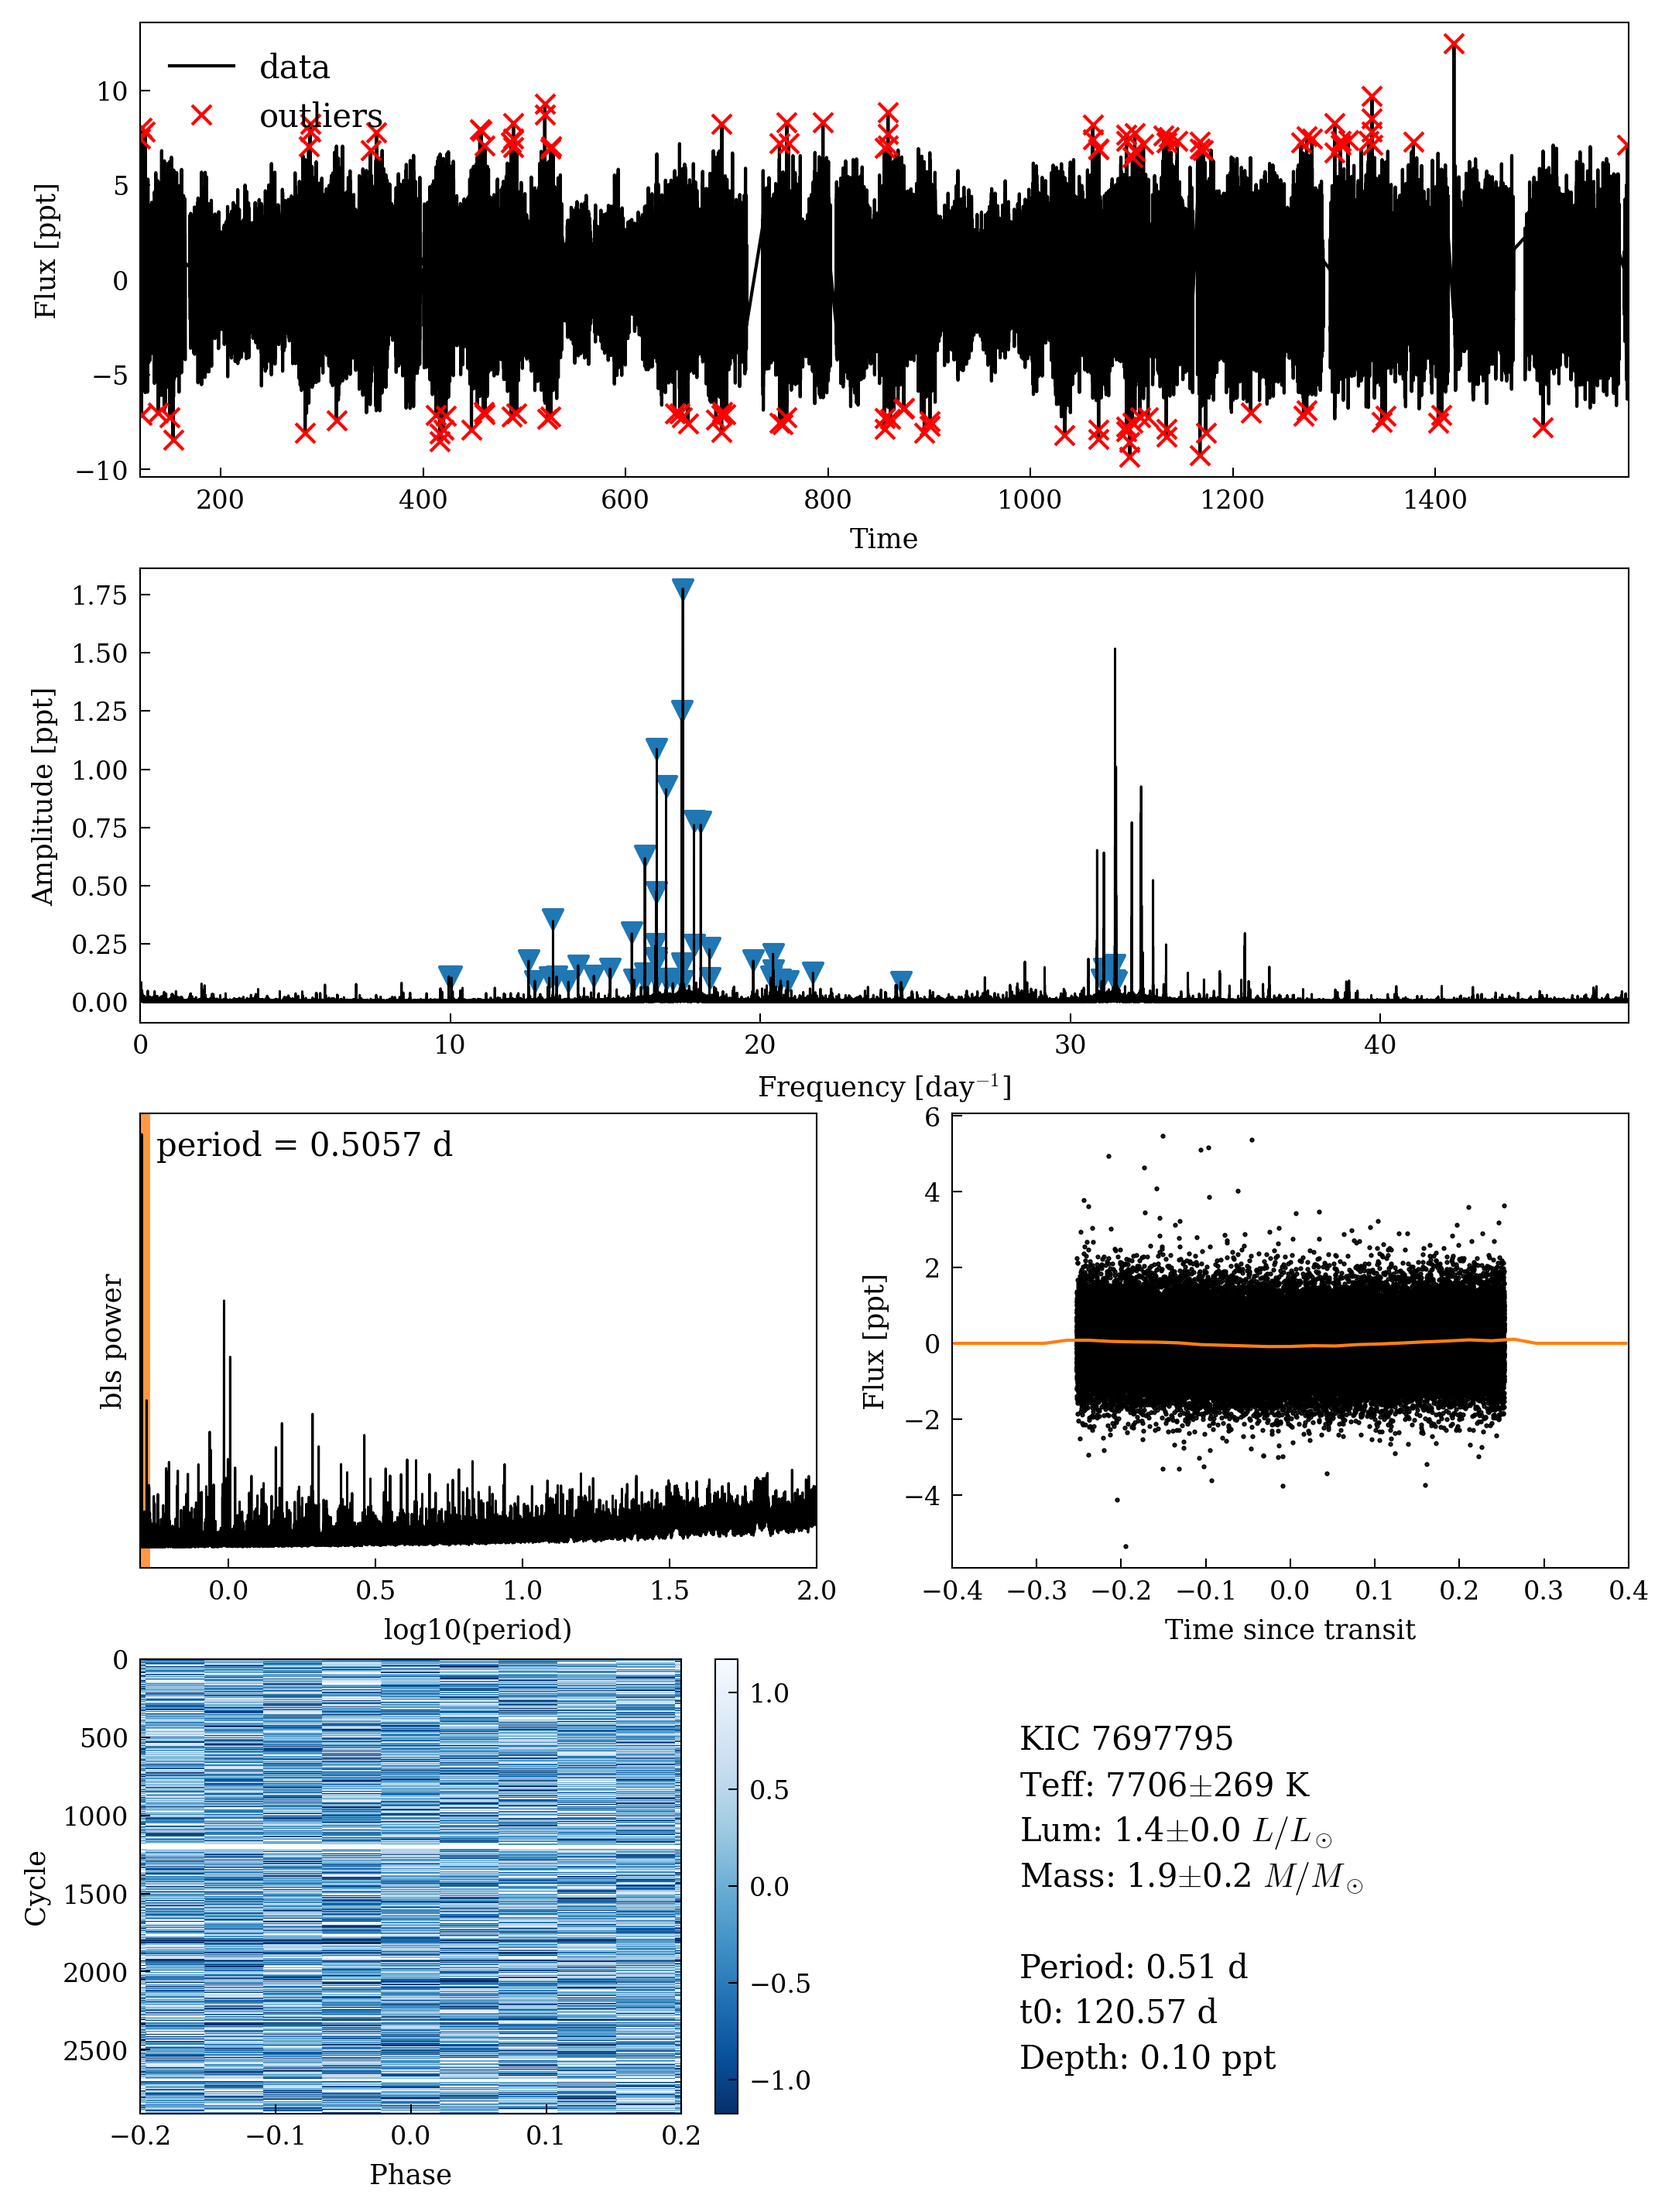 data
outliers
10
5
0
−5
−10
Flux [ppt]
200 400 600 800 1000 1200 1400
Time
1.75
1.50
1.25
1.00
0.75
0.50
0.25
0.00
Amplitude [ppt]
0 10 20 30 40
Frequency [day⁻¹]
period = 0.5057 d
bls power
0.0 0.5 1.0 1.5 2.0
log10(period)
6
4
2
0
−2
−4
Flux [ppt]
−0.4 −0.3 −0.2 −0.1 0.0 0.1 0.2 0.3 0.4
Time since transit
0
500
1000
1500
2000
2500
Cycle
−0.2 −0.1 0.0 0.1 0.2
Phase
1.0
0.5
0.0
−0.5
−1.0
KIC 7697795
Teff: 7706±269 K
Lum: 1.4±0.0 L/L⊙
Mass: 1.9±0.2 M/M⊙
Period: 0.51 d
t0: 120.57 d
Depth: 0.10 ppt